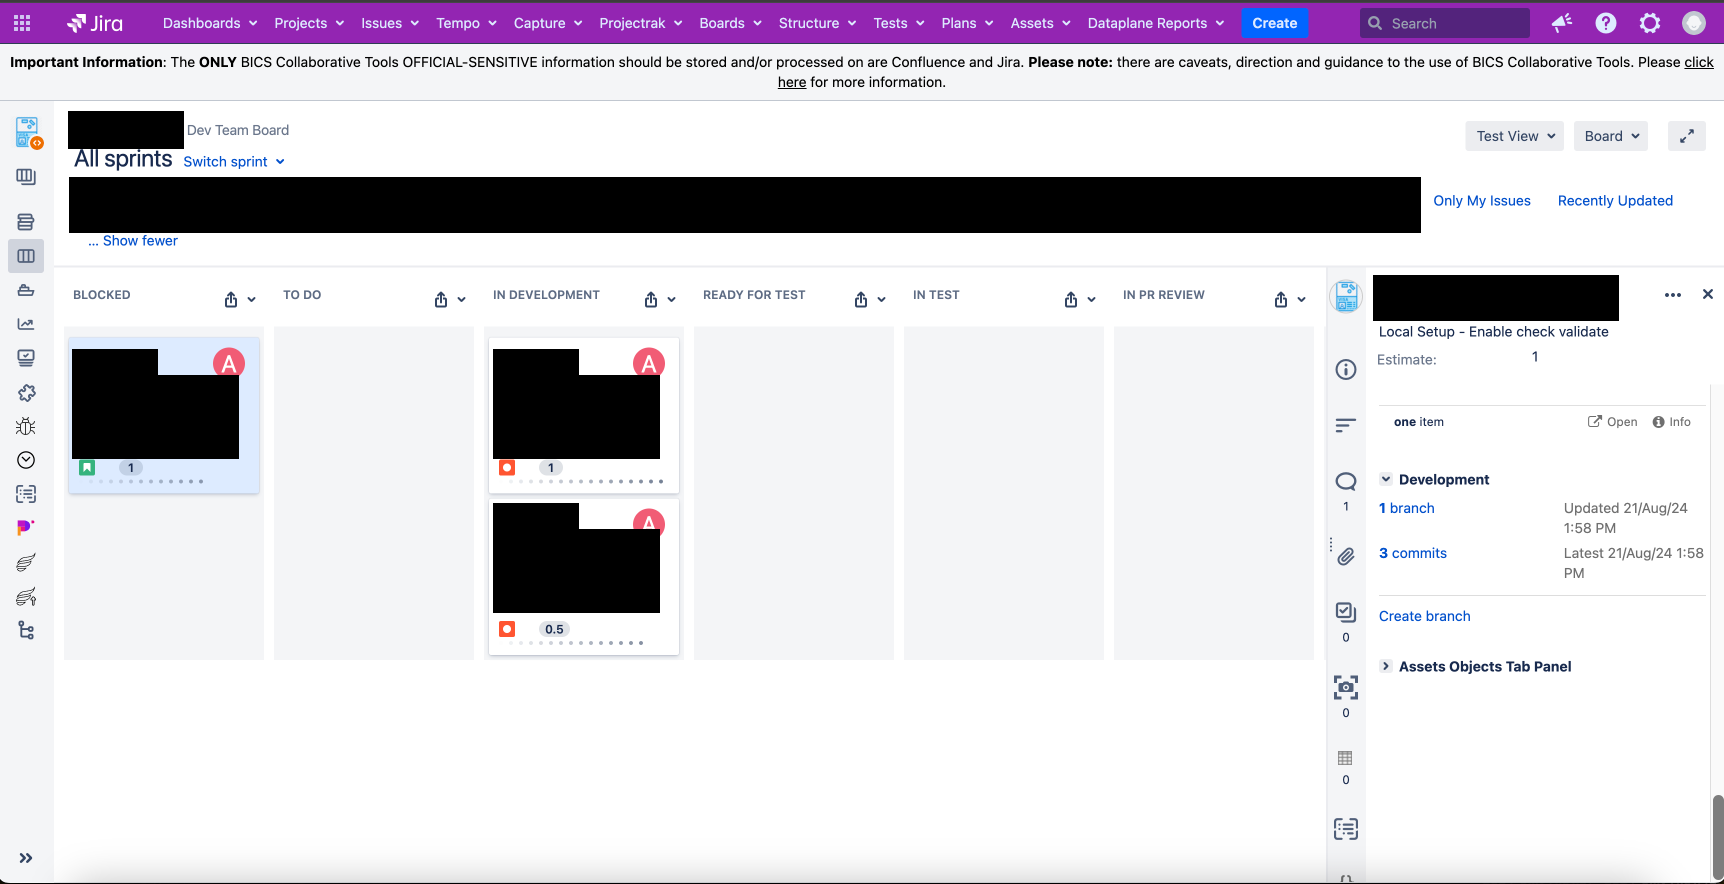 Jira
Dashboards Projects Issues Tempo Capture Projectrak Boards Structure Tests Plans Assets Dataplane Reports Create Search
Important Information: The ONLY BICS Collaborative Tools OFFICIAL-SENSITIVE information should be stored and/or processed on are Confluence and Jira. Please note: there are caveats, direction and guidance to the use of BICS Collaborative Tools. Please click
here for more information.
Dev Team Board
All sprints Switch sprint
Test View Board
Only My Issues Recently Updated
... Show fewer
BLOCKED TO DO IN DEVELOPMENT READY FOR TEST IN TEST IN PR REVIEW
A
1
A
1
A
0.5
1
0
0
0
Local Setup - Enable check validate
Estimate: 1
one item Open Info
Development
1 branch Updated 21/Aug/24
1:58 PM
3 commits Latest 21/Aug/24 1:58
PM
Create branch
Assets Objects Tab Panel